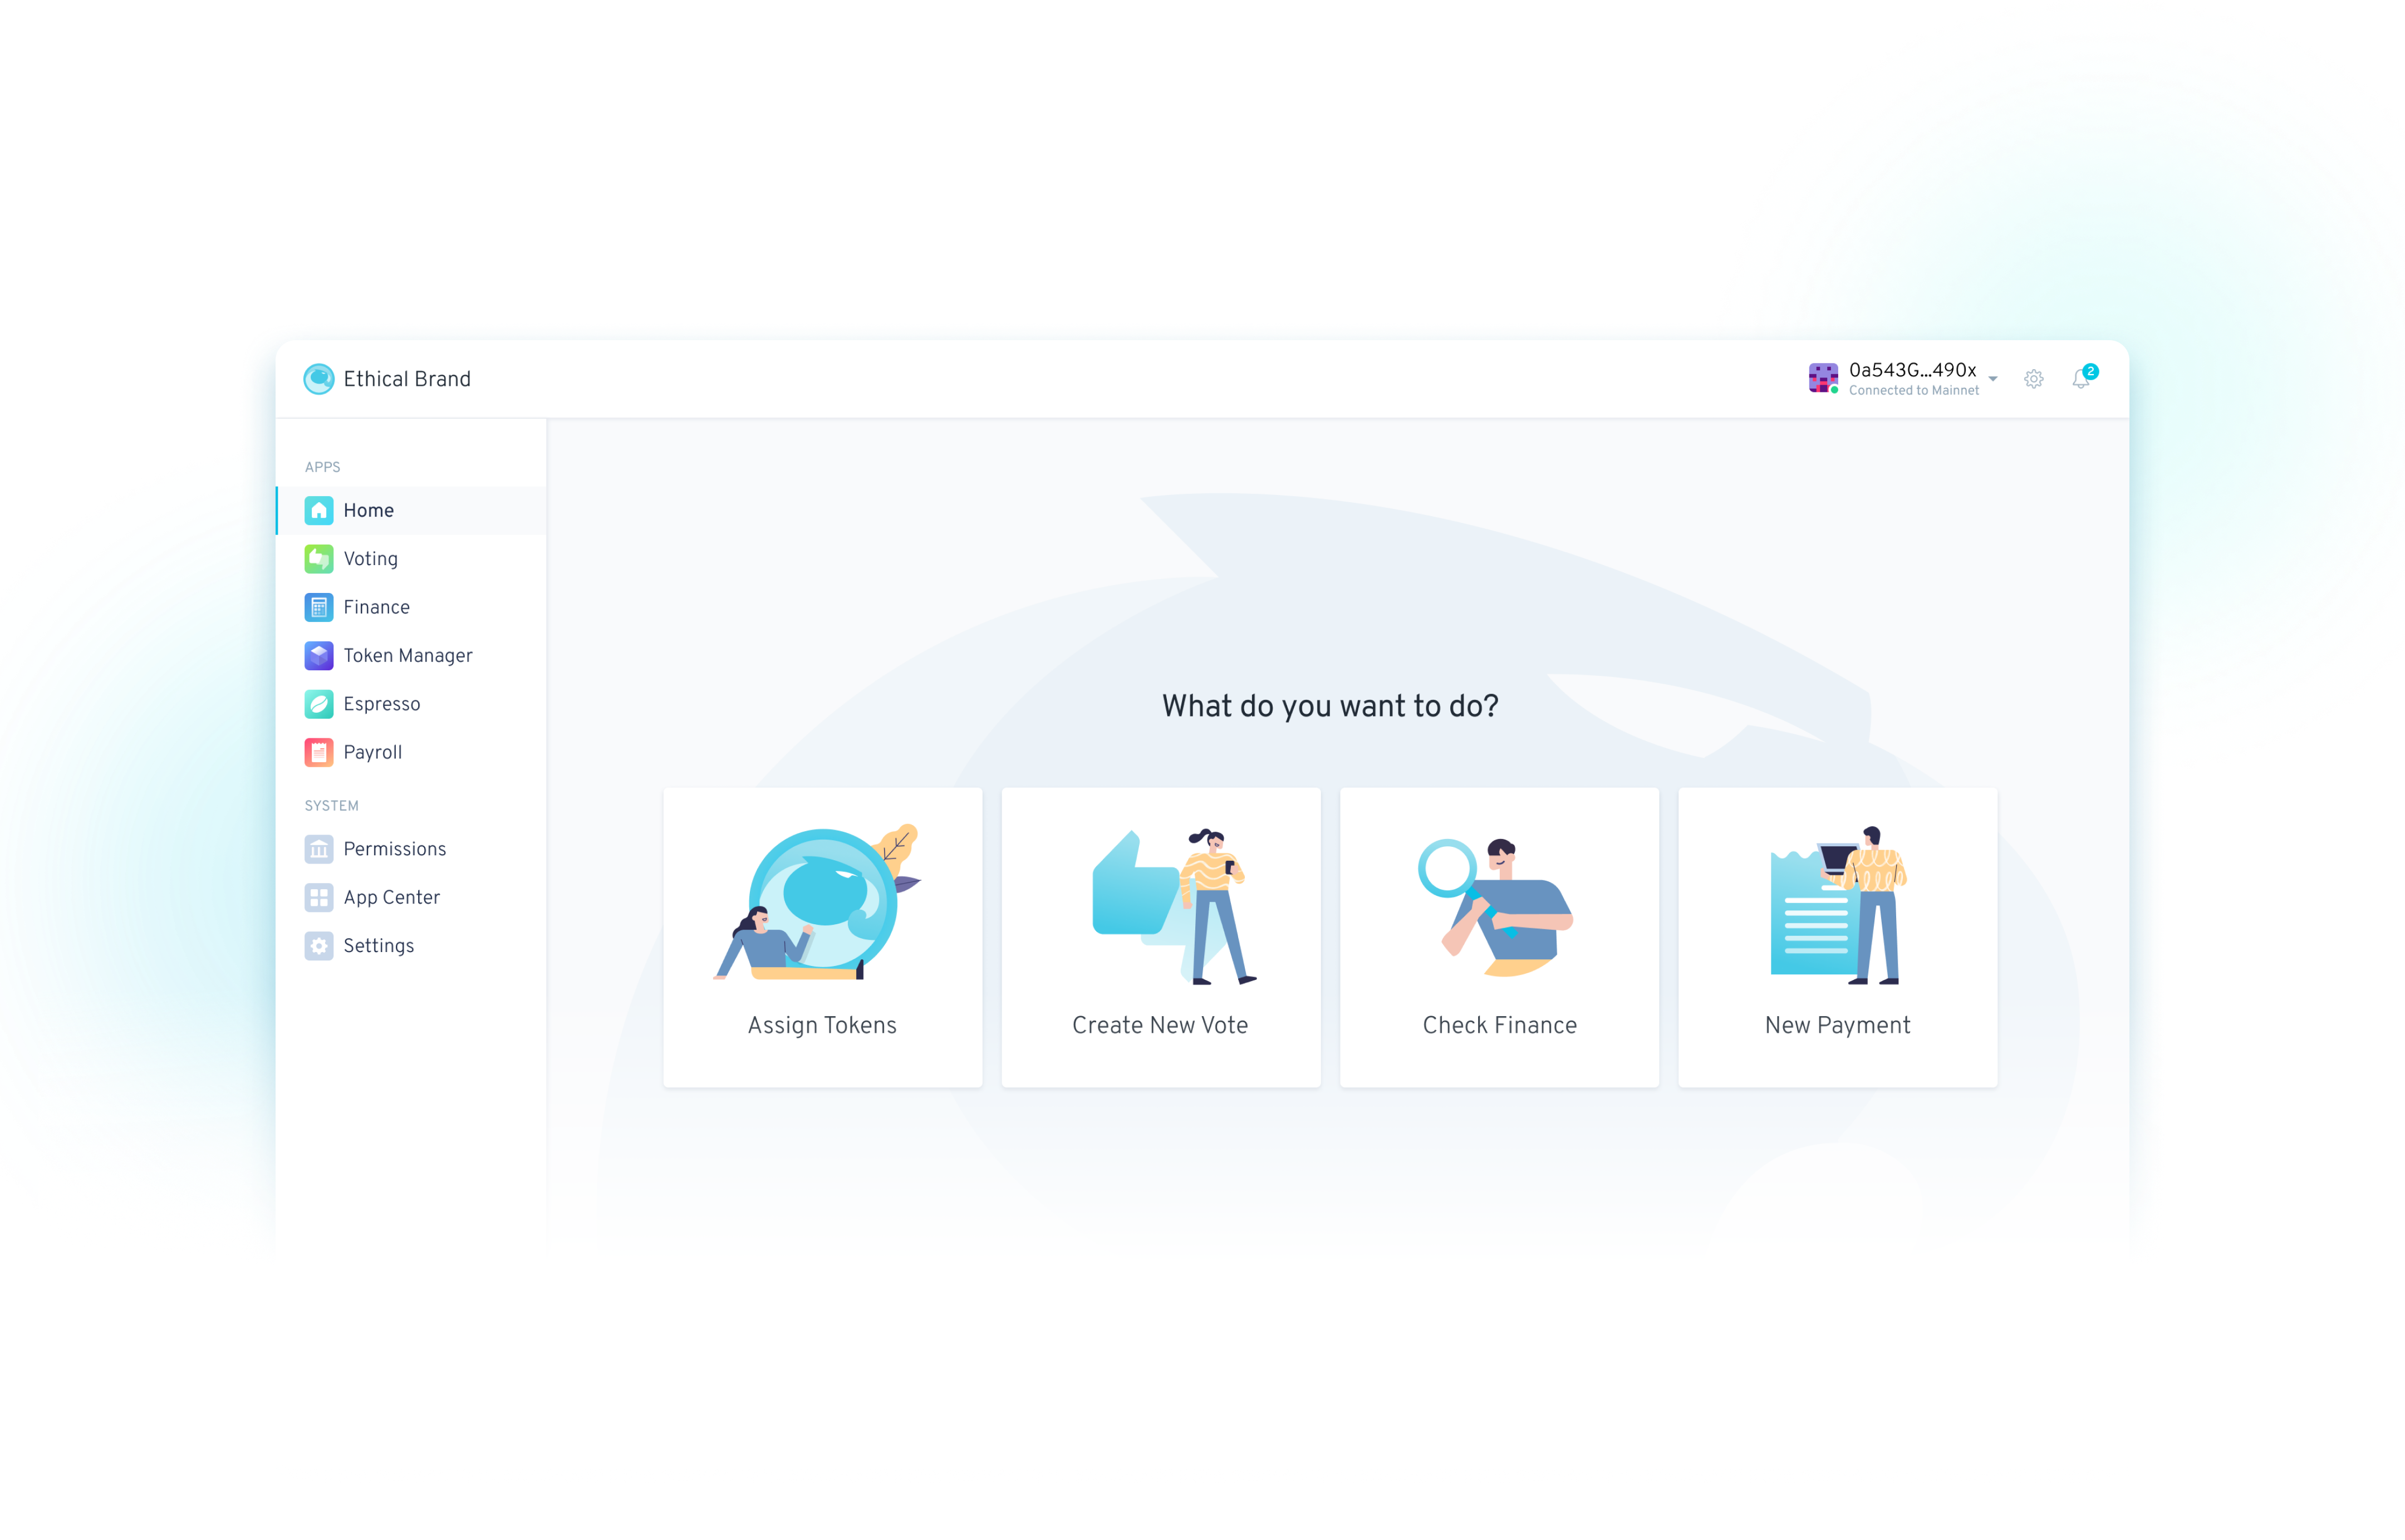 Ethical Brand
0a543G...490x
Connected to Mainnet
2
APPS
Home
Voting
Finance
Token Manager
Espresso
Payroll
SYSTEM
Permissions
App Center
Settings
What do you want to do?
Assign Tokens
Create New Vote
Check Finance
New Payment